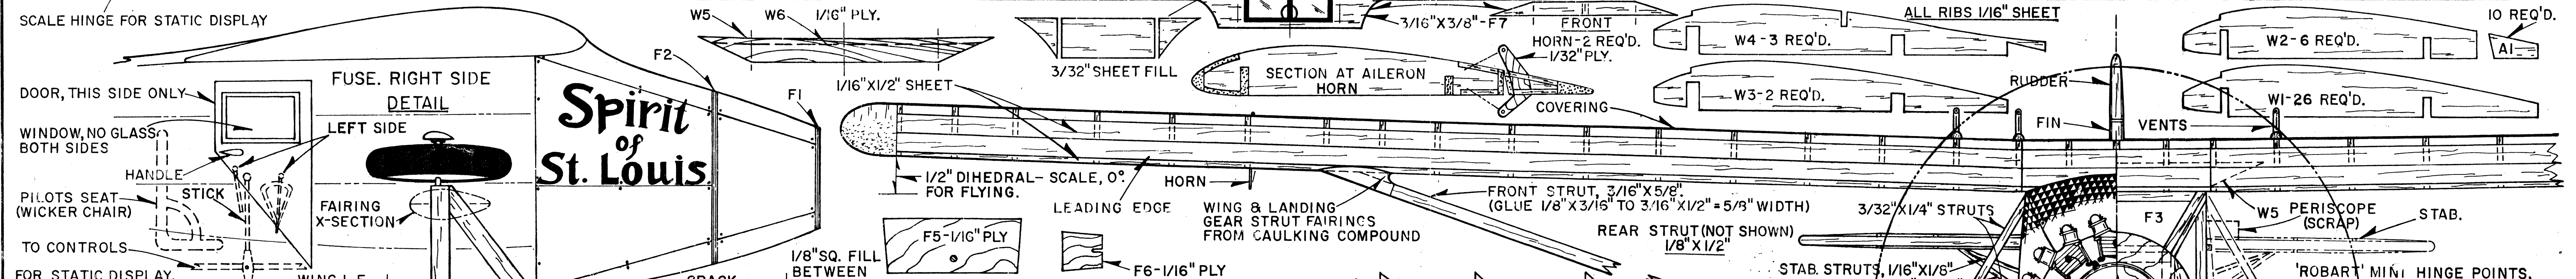 SCALE HINGE FOR STATIC DISPLAY
DOOR, THIS SIDE ONLY
WINDOW, NO GLASS
BOTH SIDES
HANDLE
PILOTS SEAT
(WICKER CHAIR)
STICK
TO CONTROLS
FOR STATIC DISPLAY.
FUSE. RIGHT SIDE
DETAIL
LEFT SIDE
FAIRING
X-SECTION
Spirit
of
St. Louis
F2
F1
W5
W6
1/16" PLY.
3/32" SHEET FILL
1/16"X1/2" SHEET
3/16"X3/8"-F7
FRONT
HORN-2 REQ'D.
1/32" PLY.
SECTION AT AILERON
HORN
COVERING
ALL RIBS 1/16" SHEET
W4-3 REQ'D.
W3-2 REQ'D.
W2-6 REQ'D.
W1-26 REQ'D.
10 REQ'D.
A1
RUDDER
FIN
VENTS
1/2" DIHEDRAL- SCALE, 0°
FOR FLYING.
LEADING EDGE
HORN
WING & LANDING
GEAR STRUT FAIRINGS
FROM CAULKING COMPOUND
FRONT STRUT, 3/16"X5/8".
(GLUE 1/8"X3/16" TO 3/16"X1/2"=5/8" WIDTH)
REAR STRUT (NOT SHOWN)
1/8"X1/2"
3/32"X1/4" STRUTS
STAB. STRUTS, 1/16"X1/8"
F3
W5
PERISCOPE
(SCRAP)
STAB.
'ROBART' MINI HINGE POINTS.
1/8"SQ. FILL
BETWEEN
F5-1/16" PLY
F6-1/16" PLY